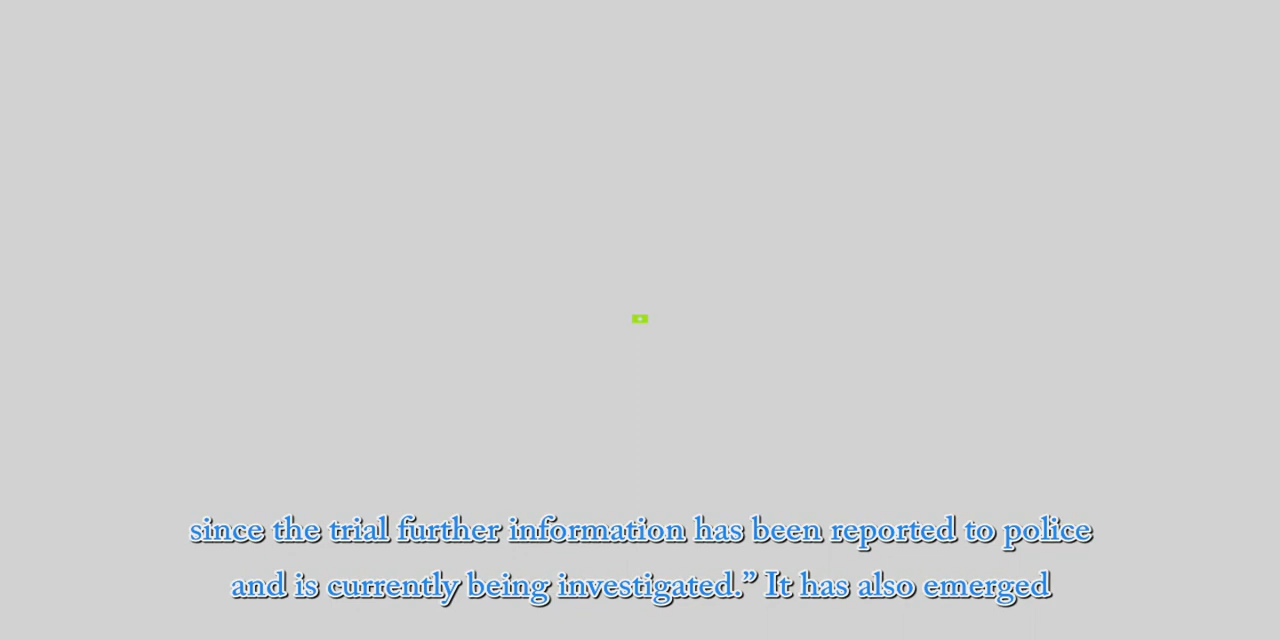 since the trial further information has been reported to police
and is currently being investigated.” It has also emerged